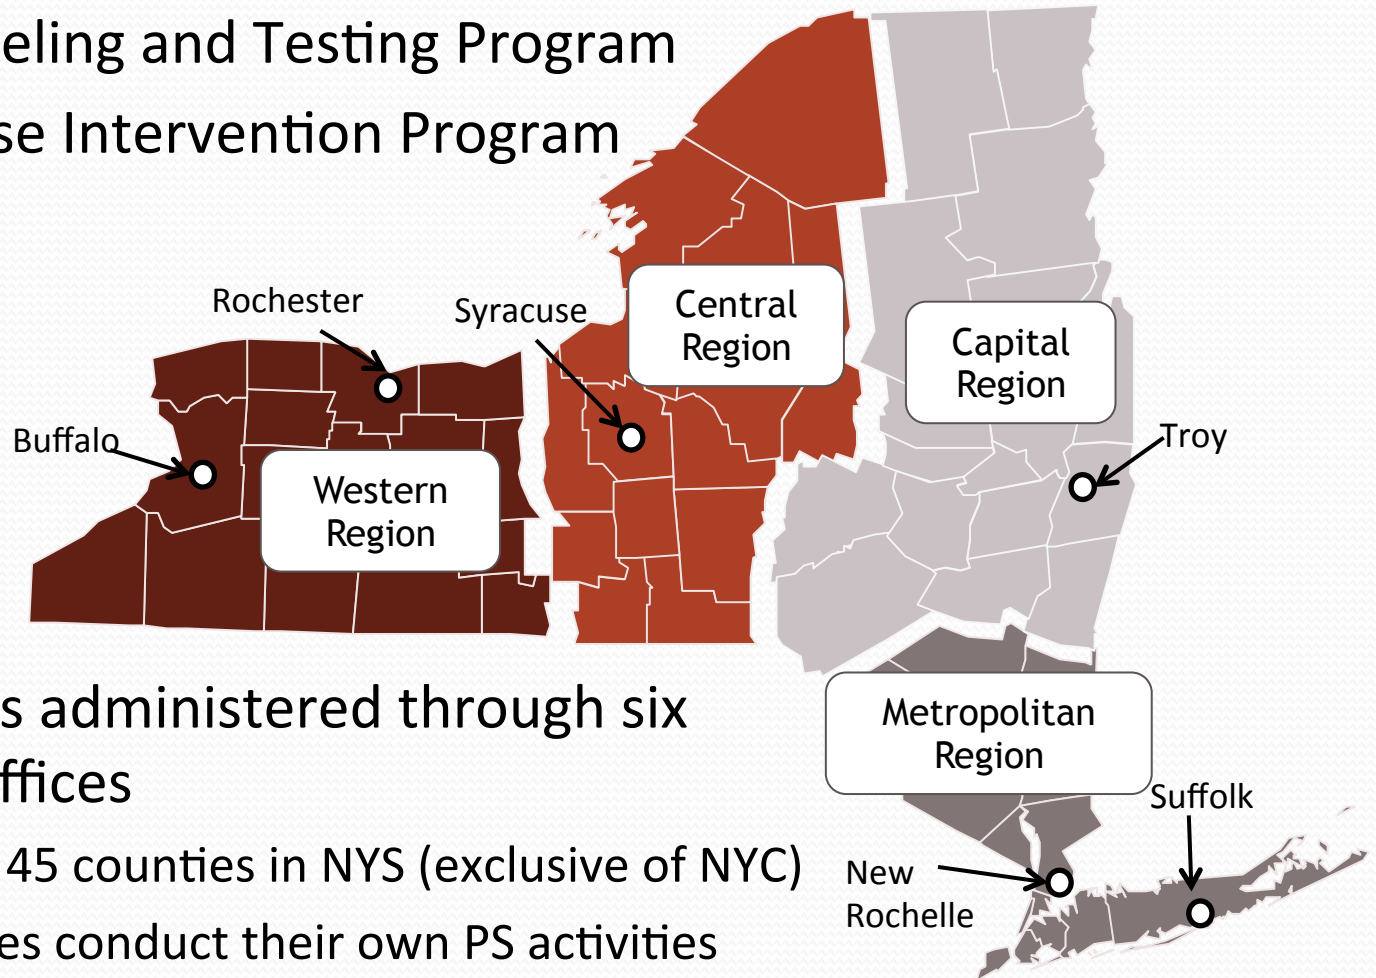 eling and Testing Program
se Intervention Program
Rochester
Syracuse
Central
Region
Capital
Region
Buffalo
Troy
Western
Region
s administered through six
ffices
Metropolitan
Region
Suffolk
45 counties in NYS (exclusive of NYC)
New
Rochelle
es conduct their own PS activities